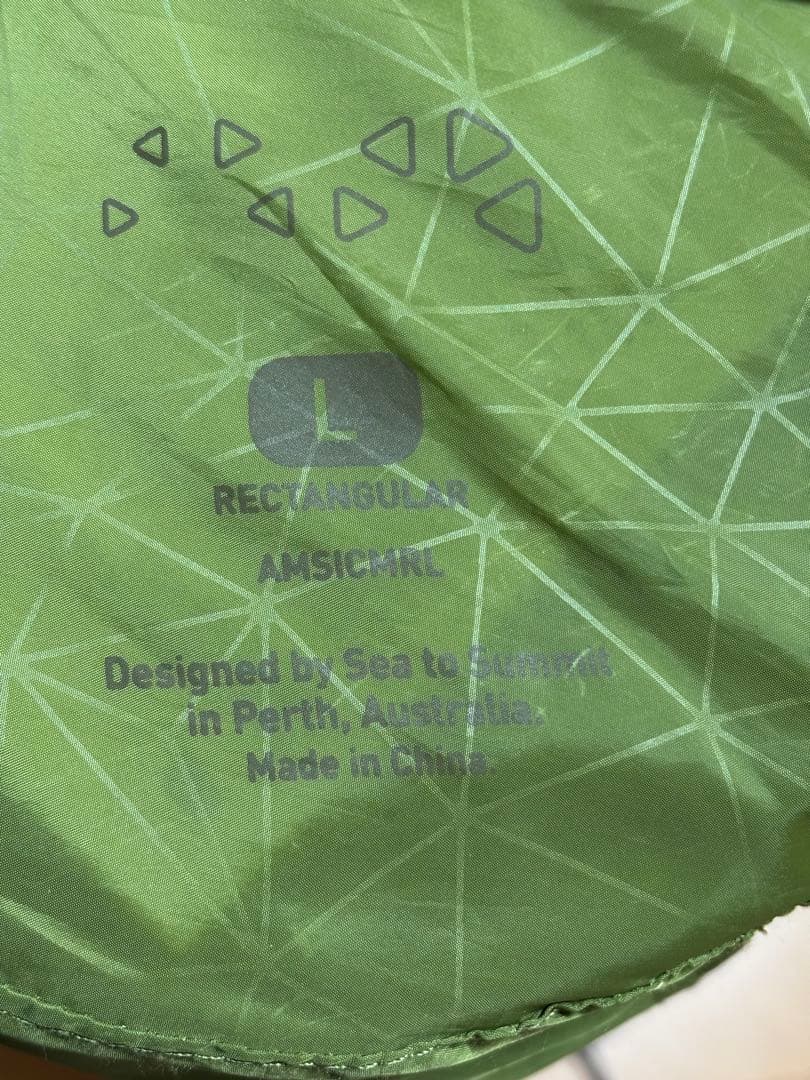 L
RECTANGULAR
AMSICMRL
Designed by Sea to Summit
in Perth, Australia.
Made in China.